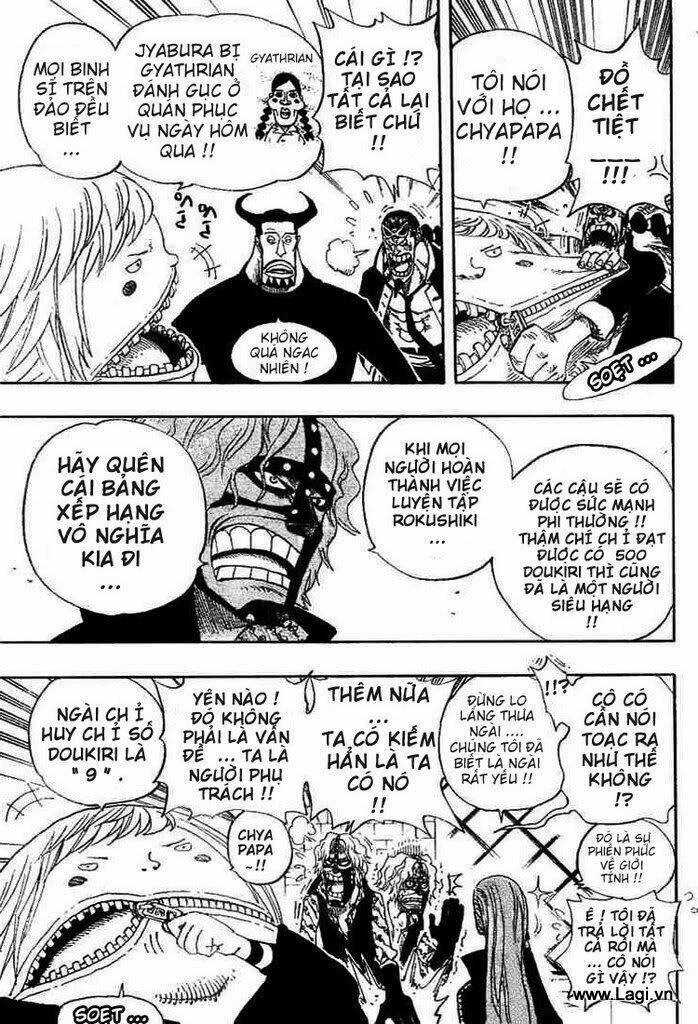 ĐỒ
CHẾT
TIỆT
___
!!!
TÔI NÓI
VỚI HỌ ...
CHYAPAPA
!!
SOẸT ...
CÁI GÌ !?
TẠI SAO
TẤT CẢ LẠI
BIẾT CHỨ
!!
GYATHRIAN
JYABURA BỊ
GYATHRIAN
ĐÁNH GỤC Ở
QUÁN PHỤC
VỤ NGÀY HÔM
QUA !!
MỌI BINH
SĨ TRÊN
ĐẢO ĐỀU
BIẾT
...
KHÔNG
QUÁ NGẠC
NHIÊN !
CÁC CẬU SẼ CÓ
ĐƯỢC SỨC MẠNH
PHI THƯỜNG !!
THẬM CHÍ CHỈ ĐẠT
ĐƯỢC CÓ 500
DOUKIRI THÌ CŨNG
ĐÃ LÀ MỘT NGƯỜI
SIÊU HẠNG
!!
KHI MỌI
NGƯỜI HOÀN
THÀNH VIỆC
LUYỆN TẬP
ROKUSHIKI
...
HÃY QUÊN
CÁI BẢNG
XẾP HẠNG
VÔ NGHĨA
KIA ĐI
...
!!?
CÔ CÓ
CẦN NÓI
TOẠC RA
NHƯ THẾ
KHÔNG
!?
ĐÓ LÀ SỰ
PHIỀN PHỨC
VỀ GIỚI
TÍNH !!
Ê ! TÔI ĐÃ
TRẢ LỜI TẤT
CẢ RỒI MÀ
... CÔ NÓI
GÌ VẬY !?
ĐỪNG LO
LẮNG THƯA
NGÀI ....
CHÚNG TÔI ĐÃ
BIẾT LÀ NGÀI
RẤT YẾU !!
THÊM NỮA
...
TA CÓ KIẾM
HẲN LÀ TA
CÓ NÓ
!!
YÊN NÀO !
ĐÓ KHÔNG
PHẢI LÀ VẤN
ĐỀ ... TA LÀ
NGƯỜI PHỤ
TRÁCH !!
CHYA
PAPA
~!!
NGÀI CHỈ
HUY CHỈ SỐ
DOUKIRI LÀ
" 9 " .
SOẸT ...
www.Lagi.vn